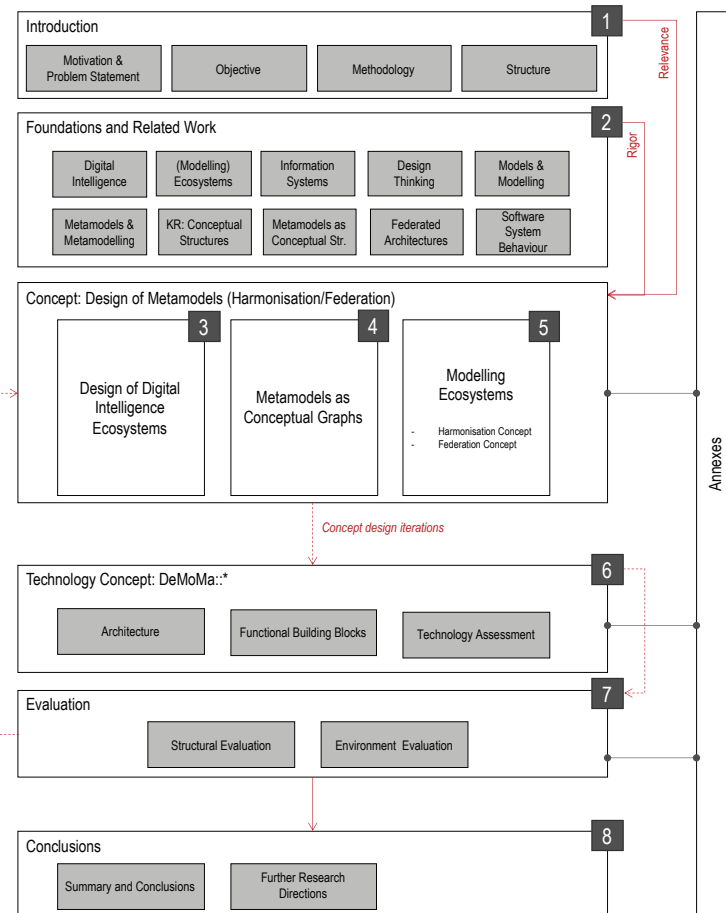 1
Introduction
Motivation &
Problem Statement
Objective
Methodology
Structure
Relevance
2
Foundations and Related Work
Rigor
Digital
Intelligence
(Modelling)
Ecosystems
Information
Systems
Design
Thinking
Models &
Modelling
Metamodels &
Metamodelling
KR: Conceptual
Structures
Metamodels as
Conceptual Str.
Federated
Architectures
Software
System
Behaviour
Concept: Design of Metamodels (Harmonisation/Federation)
3
Design of Digital
Intelligence
Ecosystems
4
Metamodels as
Conceptual Graphs
5
Modelling
Ecosystems
- Harmonisation Concept
- Federation Concept
Annexes
Concept design iterations
6
Technology Concept: DeMoMa::*
Architecture
Functional Building Blocks
Technology Assessment
7
Evaluation
Structural Evaluation
Environment Evaluation
8
Conclusions
Summary and Conclusions
Further Research
Directions